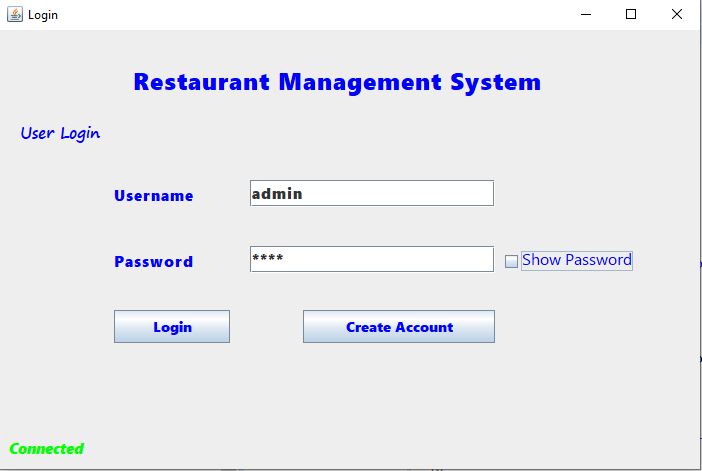 Login
Restaurant Management System
User Login
Username admin
Password **** Show Password
Login Create Account
Connected